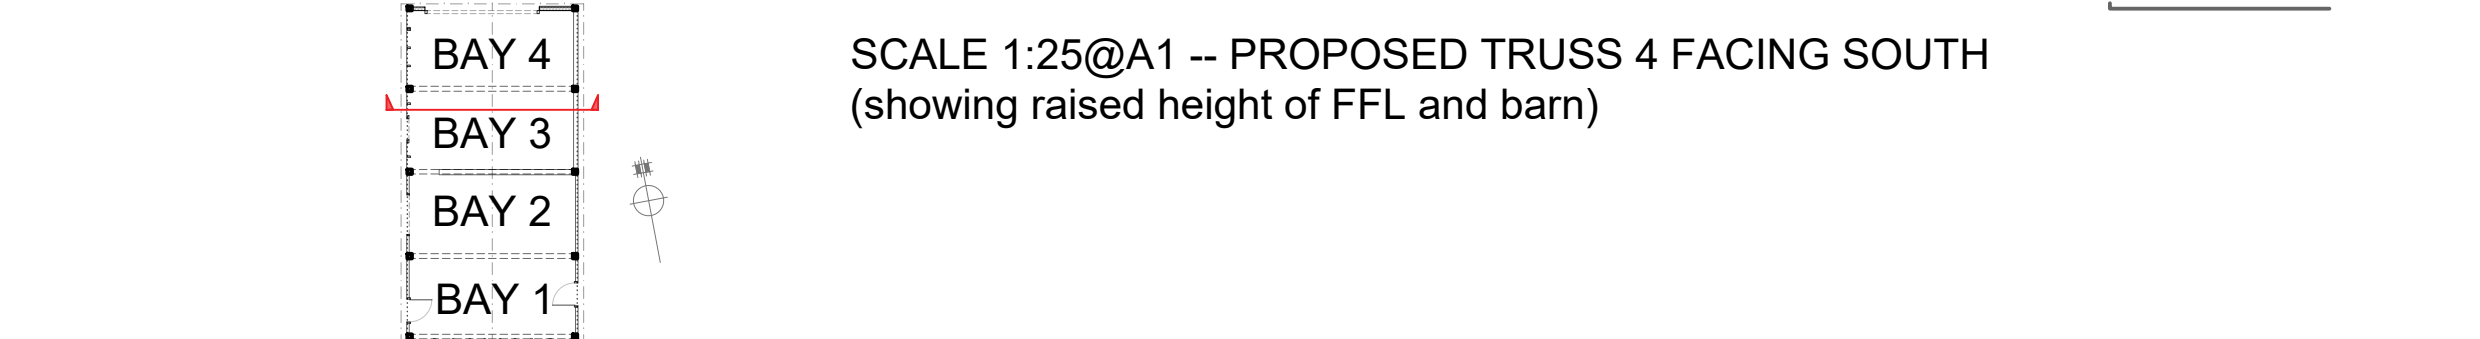 BAY 4
BAY 3
BAY 2
BAY 1
SCALE 1:25@A1 -- PROPOSED TRUSS 4 FACING SOUTH
(showing raised height of FFL and barn)